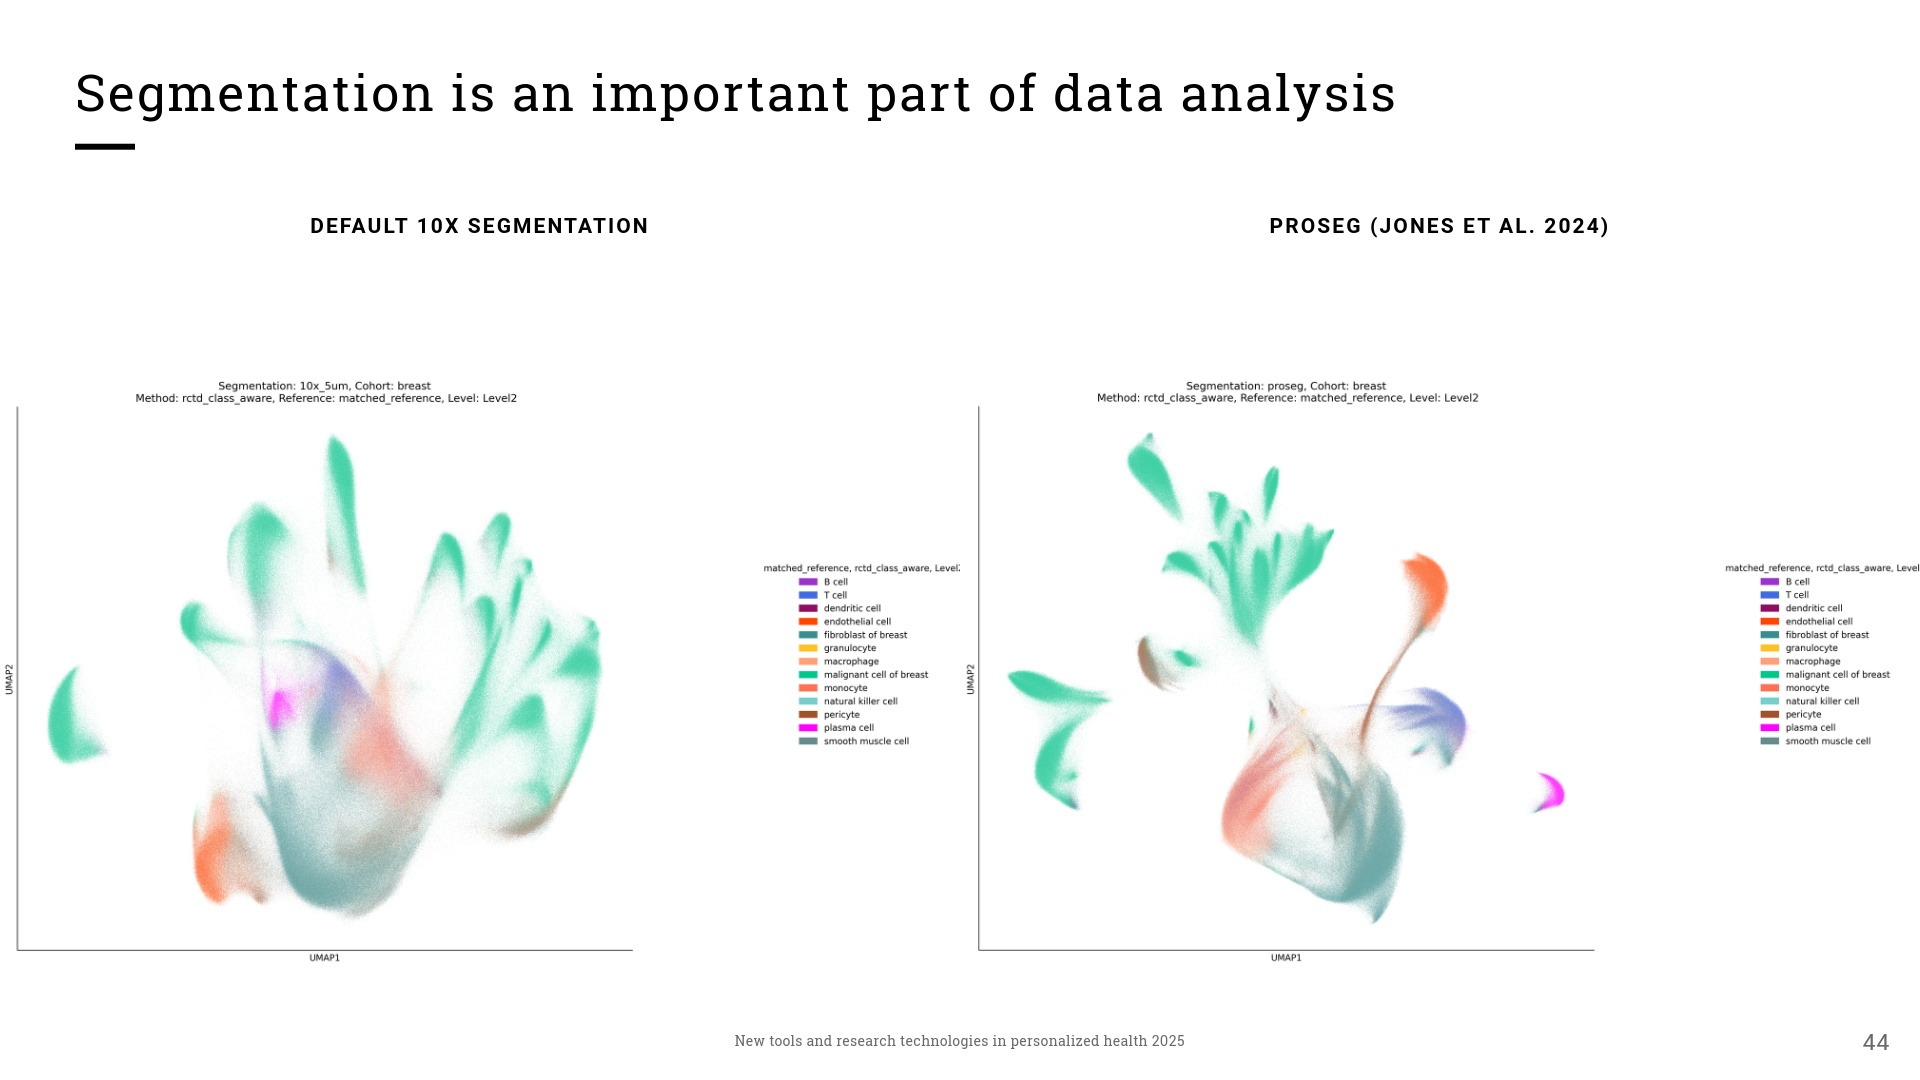 Segmentation is an important part of data analysis
DEFAULT 10X SEGMENTATION
Segmentation: 10x_5um, Cohort: breast
Method: rctd_class_aware, Reference: matched_reference, Level: Level2
UMAP2
UMAP1
matched_reference, rctd_class_aware, Level2
B cell
T cell
dendritic cell
endothelial cell
fibroblast of breast
granulocyte
macrophage
malignant cell of breast
monocyte
natural killer cell
pericyte
plasma cell
smooth muscle cell
PROSEG (JONES ET AL. 2024)
Segmentation: proseg, Cohort: breast
Method: rctd_class_aware, Reference: matched_reference, Level: Level2
UMAP2
UMAP1
matched_reference, rctd_class_aware, Level
B cell
T cell
dendritic cell
endothelial cell
fibroblast of breast
granulocyte
macrophage
malignant cell of breast
monocyte
natural killer cell
pericyte
plasma cell
smooth muscle cell
New tools and research technologies in personalized health 2025
44